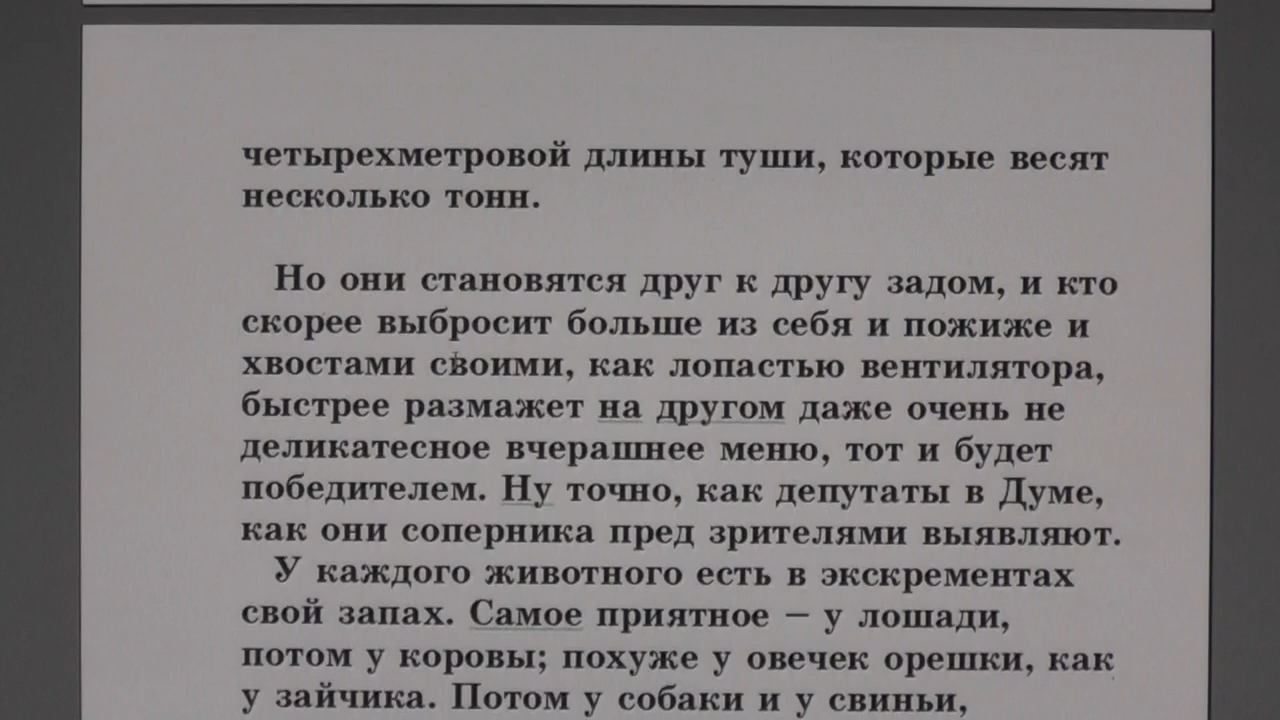 четырехметровой длины туши, которые весят
несколько тонн.
Но они становятся друг к другу задом, и кто
скорее выбросит больше из себя и пожиже и
хвостами своими, как лопастью вентилятора,
быстрее размажет на другом даже очень не
деликатесное вчерашнее меню, тот и будет
победителем. Ну точно, как депутаты в Думе,
как они соперника пред зрителями выявляют.
У каждого животного есть в экскрементах
свой запах. Самое приятное – у лошади,
потом у коровы; похуже у овечек орешки, как
у зайчика. Потом у собаки и у свиньи,